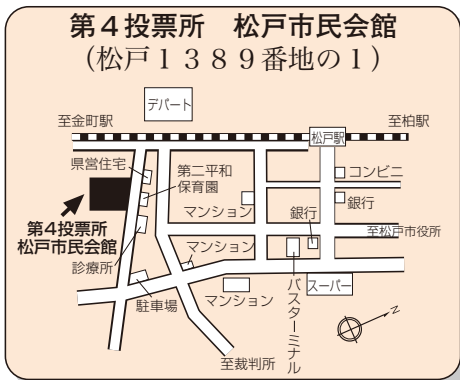 第４投票所　松戸市民会館
（松戸１３８９番地の１）
デパート
至金町駅
松戸駅
至柏駅
県営住宅
第二平和
保育園
コンビニ
マンション
銀行
銀行
第4投票所
松戸市民会館
至松戸市役所
診療所
マンション
駐車場
マンション
バスターミナル
スーパー
至裁判所
N